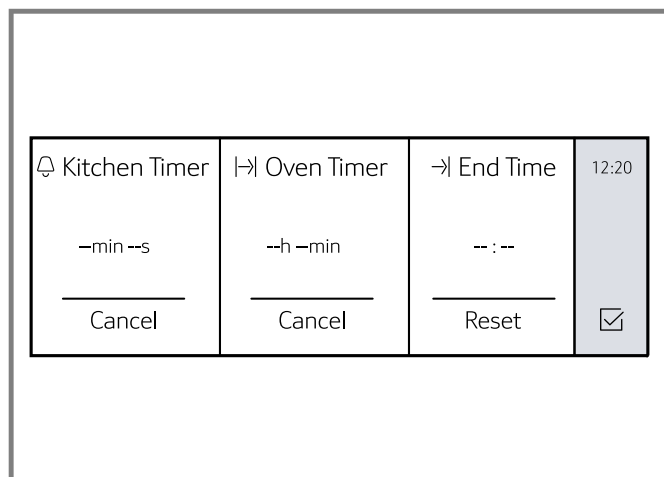 Kitchen Timer
–min --s
Cancel
Oven Timer
--h –min
Cancel
End Time
-- : --
Reset
12:20